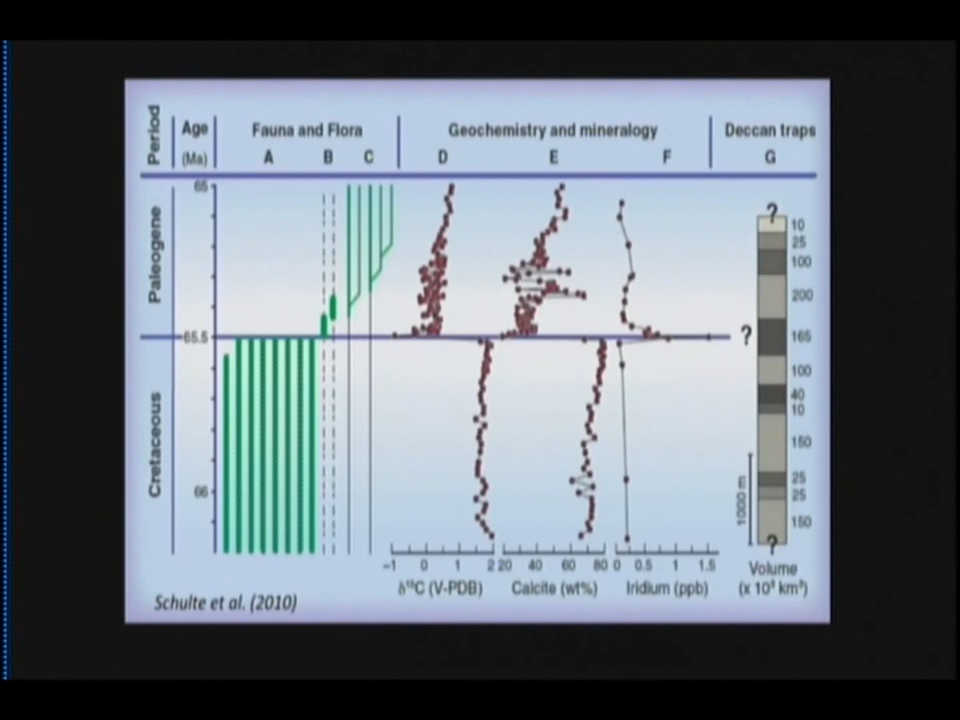 Period
Age
(Ma)
Fauna and Flora
A B C
Geochemistry and mineralogy
D E F
Deccan traps
G
Paleogene
Cretaceous
65
65.5
66
?
?
10
25
100
200
165
100
40
10
150
25
25
150
?
1000 m
-1 0 1 2
δ¹³C (V-PDB)
20 40 60 80
Calcite (wt%)
0 0.5 1 1.5
Iridium (ppb)
Volume
Schulte et al. (2010)